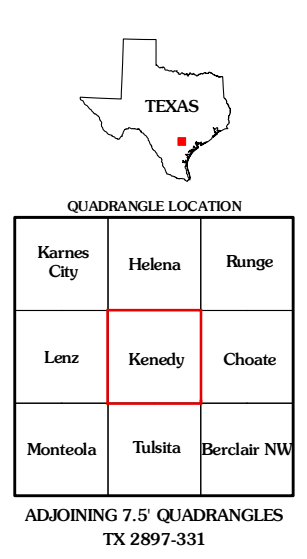 TEXAS
QUADRANGLE LOCATION
Karnes
City
Helena
Runge
Lenz
Kenedy
Choate
Monteola
Tulsita
Berclair NW
ADJOINING 7.5' QUADRANGLES
TX 2897-331